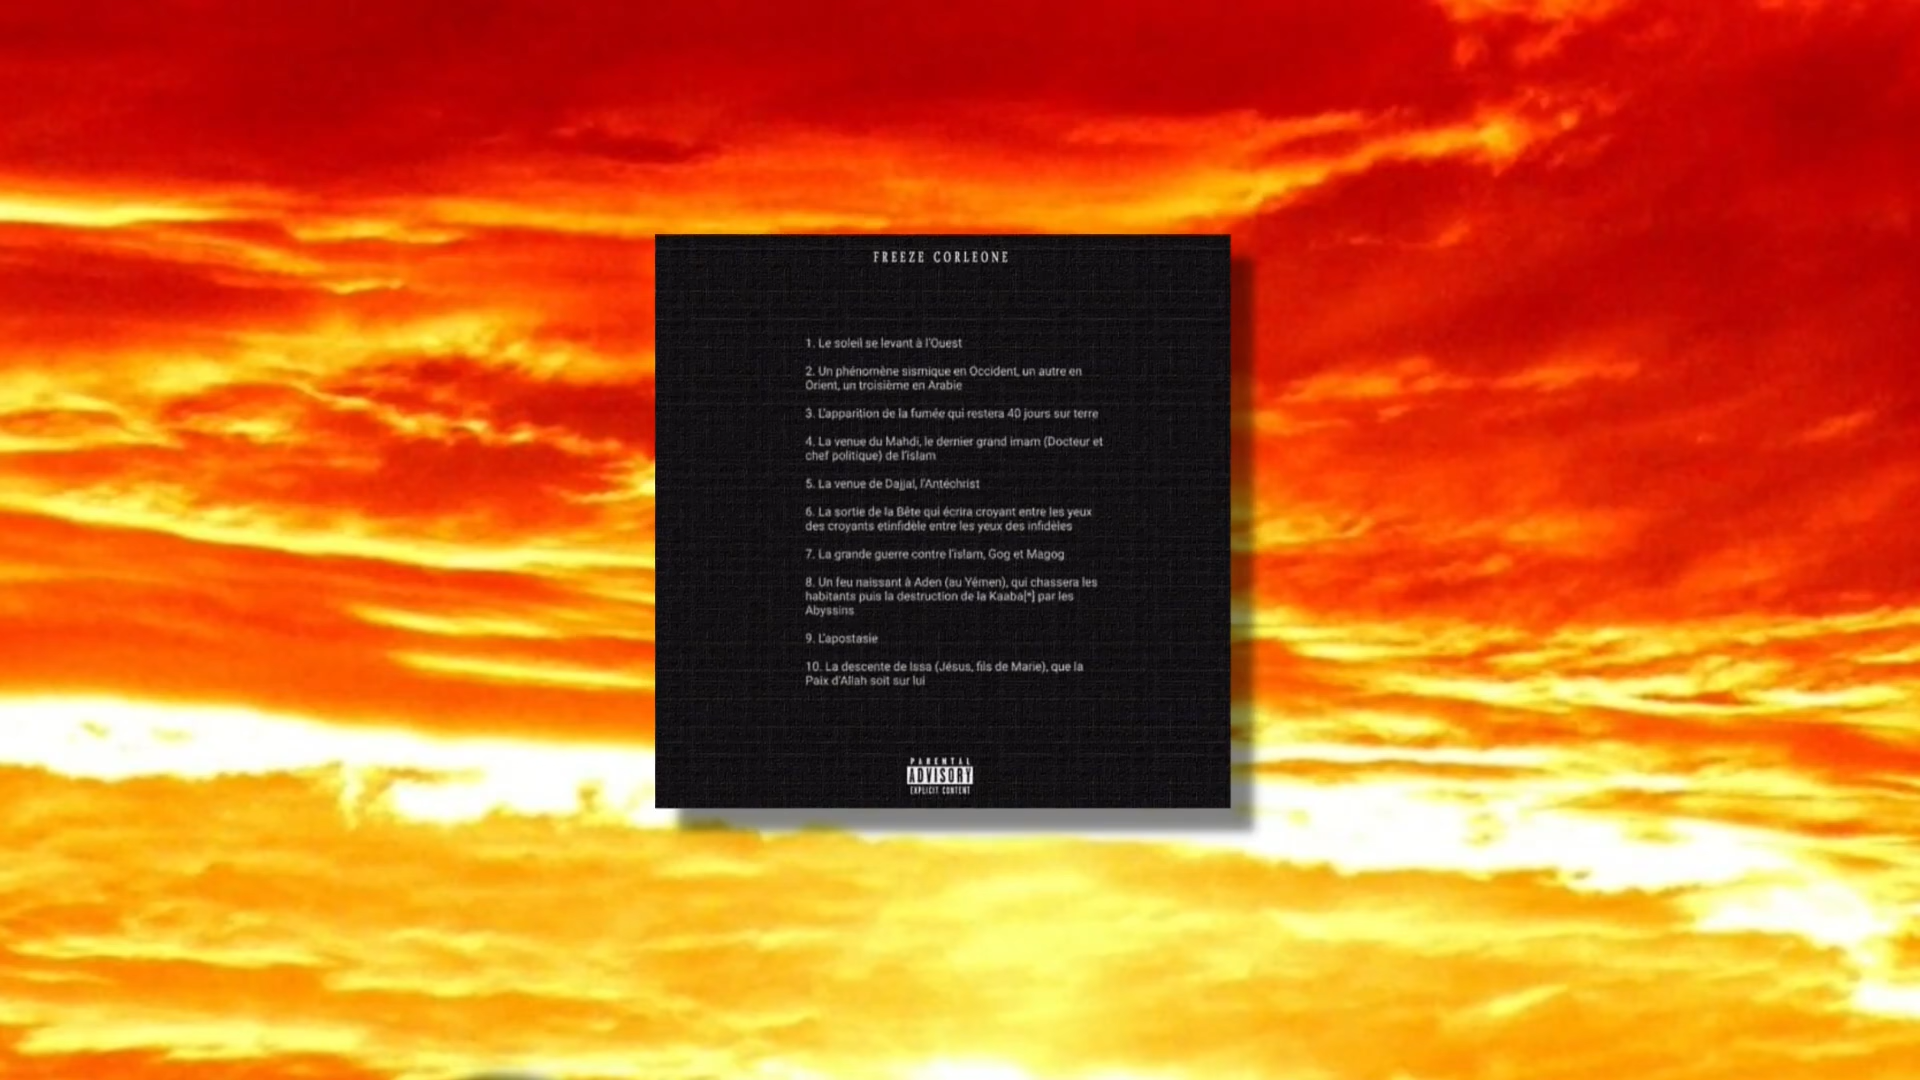 FREEZE CORLEONE
1. Le soleil se levant à l'Ouest
2. Un phénomène sismique en Occident, un autre en
Orient, un troisième en Arabie
3. L'apparition de la fumée qui restera 40 jours sur terre
4. La venue du Mahdi, le dernier grand imam (Docteur et
chef politique) de l'islam
5. La venue de Dajjal, l'Antéchrist
6. La sortie de la Bête qui écrira croyant entre les yeux
des croyants etinfidèle entre les yeux des infidèles
7. La grande guerre contre l'islam, Gog et Magog
8. Un feu naissant à Aden (au Yémen), qui chassera les
habitants puis la destruction de la Kaaba[*] par les
Abyssins
9. L'apostasie
10. La descente de Issa (Jésus, fils de Marie), que la
Paix d'Allah soit sur lui
PARENTAL
ADVISORY
EXPLICIT CONTENT